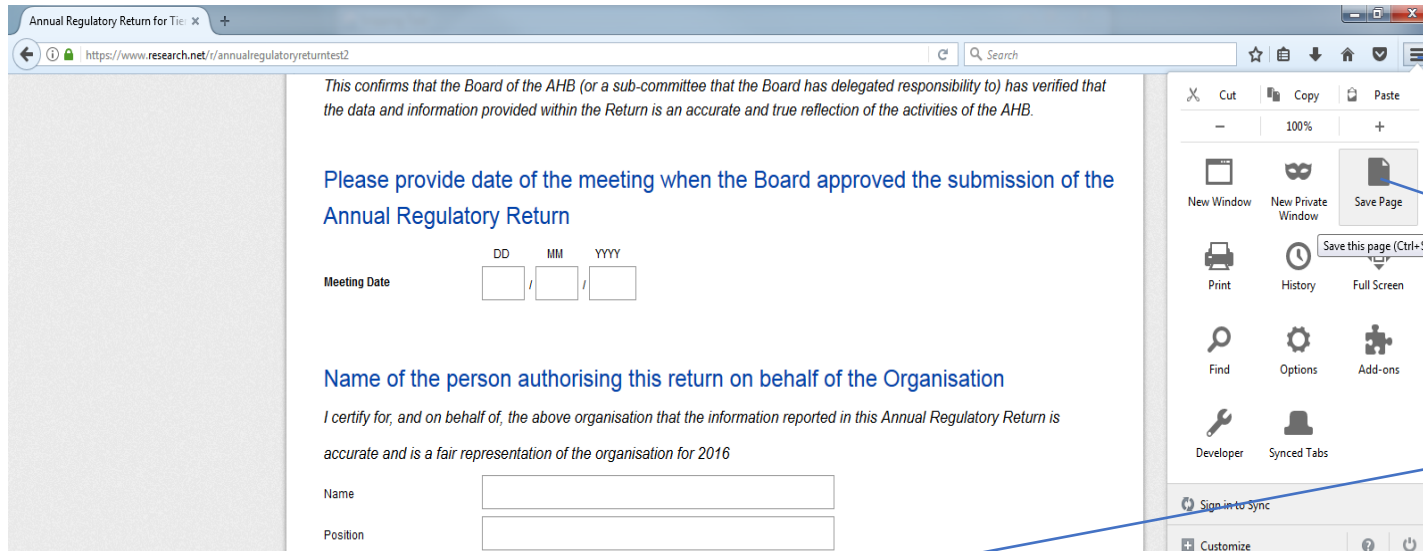 Annual Regulatory Return for Tie
https://www.research.net/r/annualregulatoryreturntest2
Search
This confirms that the Board of the AHB (or a sub-committee that the Board has delegated responsibility to) has verified that
the data and information provided within the Return is an accurate and true reflection of the activities of the AHB.
Please provide date of the meeting when the Board approved the submission of the
Annual Regulatory Return
DD MM YYYY
Meeting Date / /
Name of the person authorising this return on behalf of the Organisation
I certify for, and on behalf of, the above organisation that the information reported in this Annual Regulatory Return is
accurate and is a fair representation of the organisation for 2016
Name
Position
Cut Copy Paste
− 100% +
New Window New Private Window Save Page
Save this page (Ctrl+S
Print History Full Screen
Find Options Add-ons
Developer Synced Tabs
Sign in to Sync
Customize